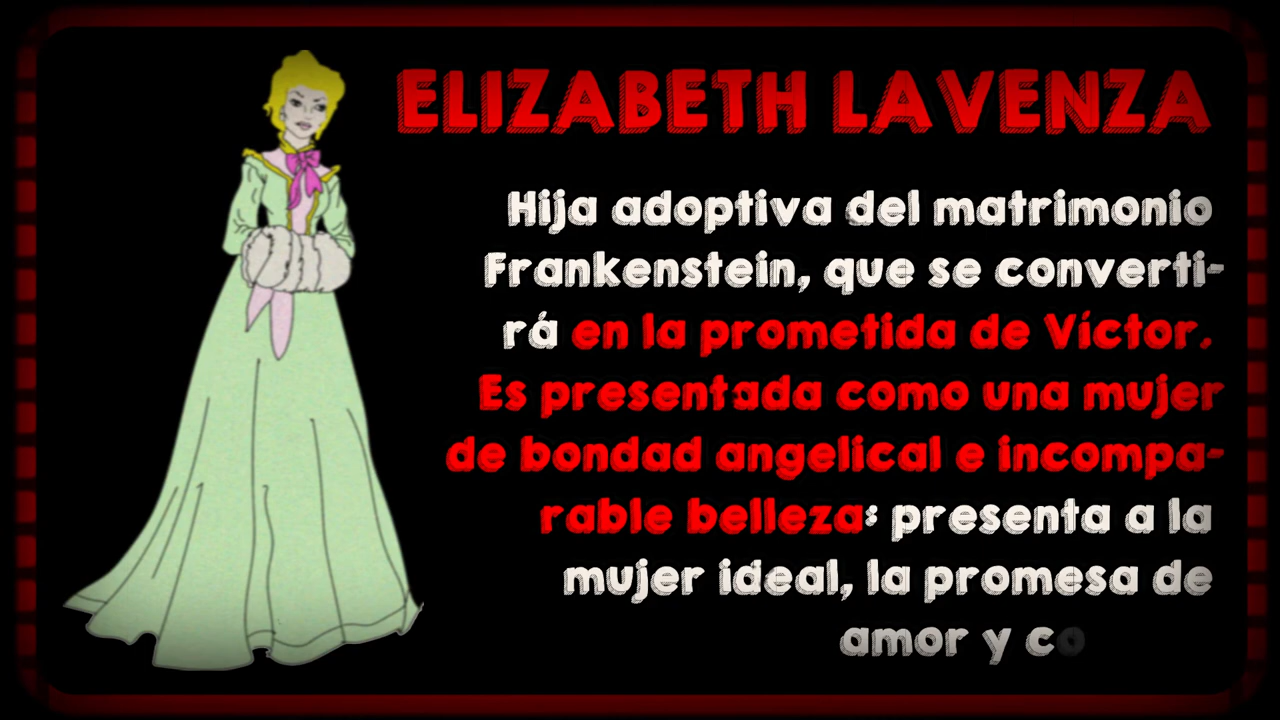 ELIZABETH LAVENZA
Hija adoptiva del matrimonio
Frankenstein, que se converti-
rá en la prometida de Víctor.
Es presentada como una mujer
de bondad angelical e incompa-
rable belleza: presenta a la
mujer ideal, la promesa de
amor y co